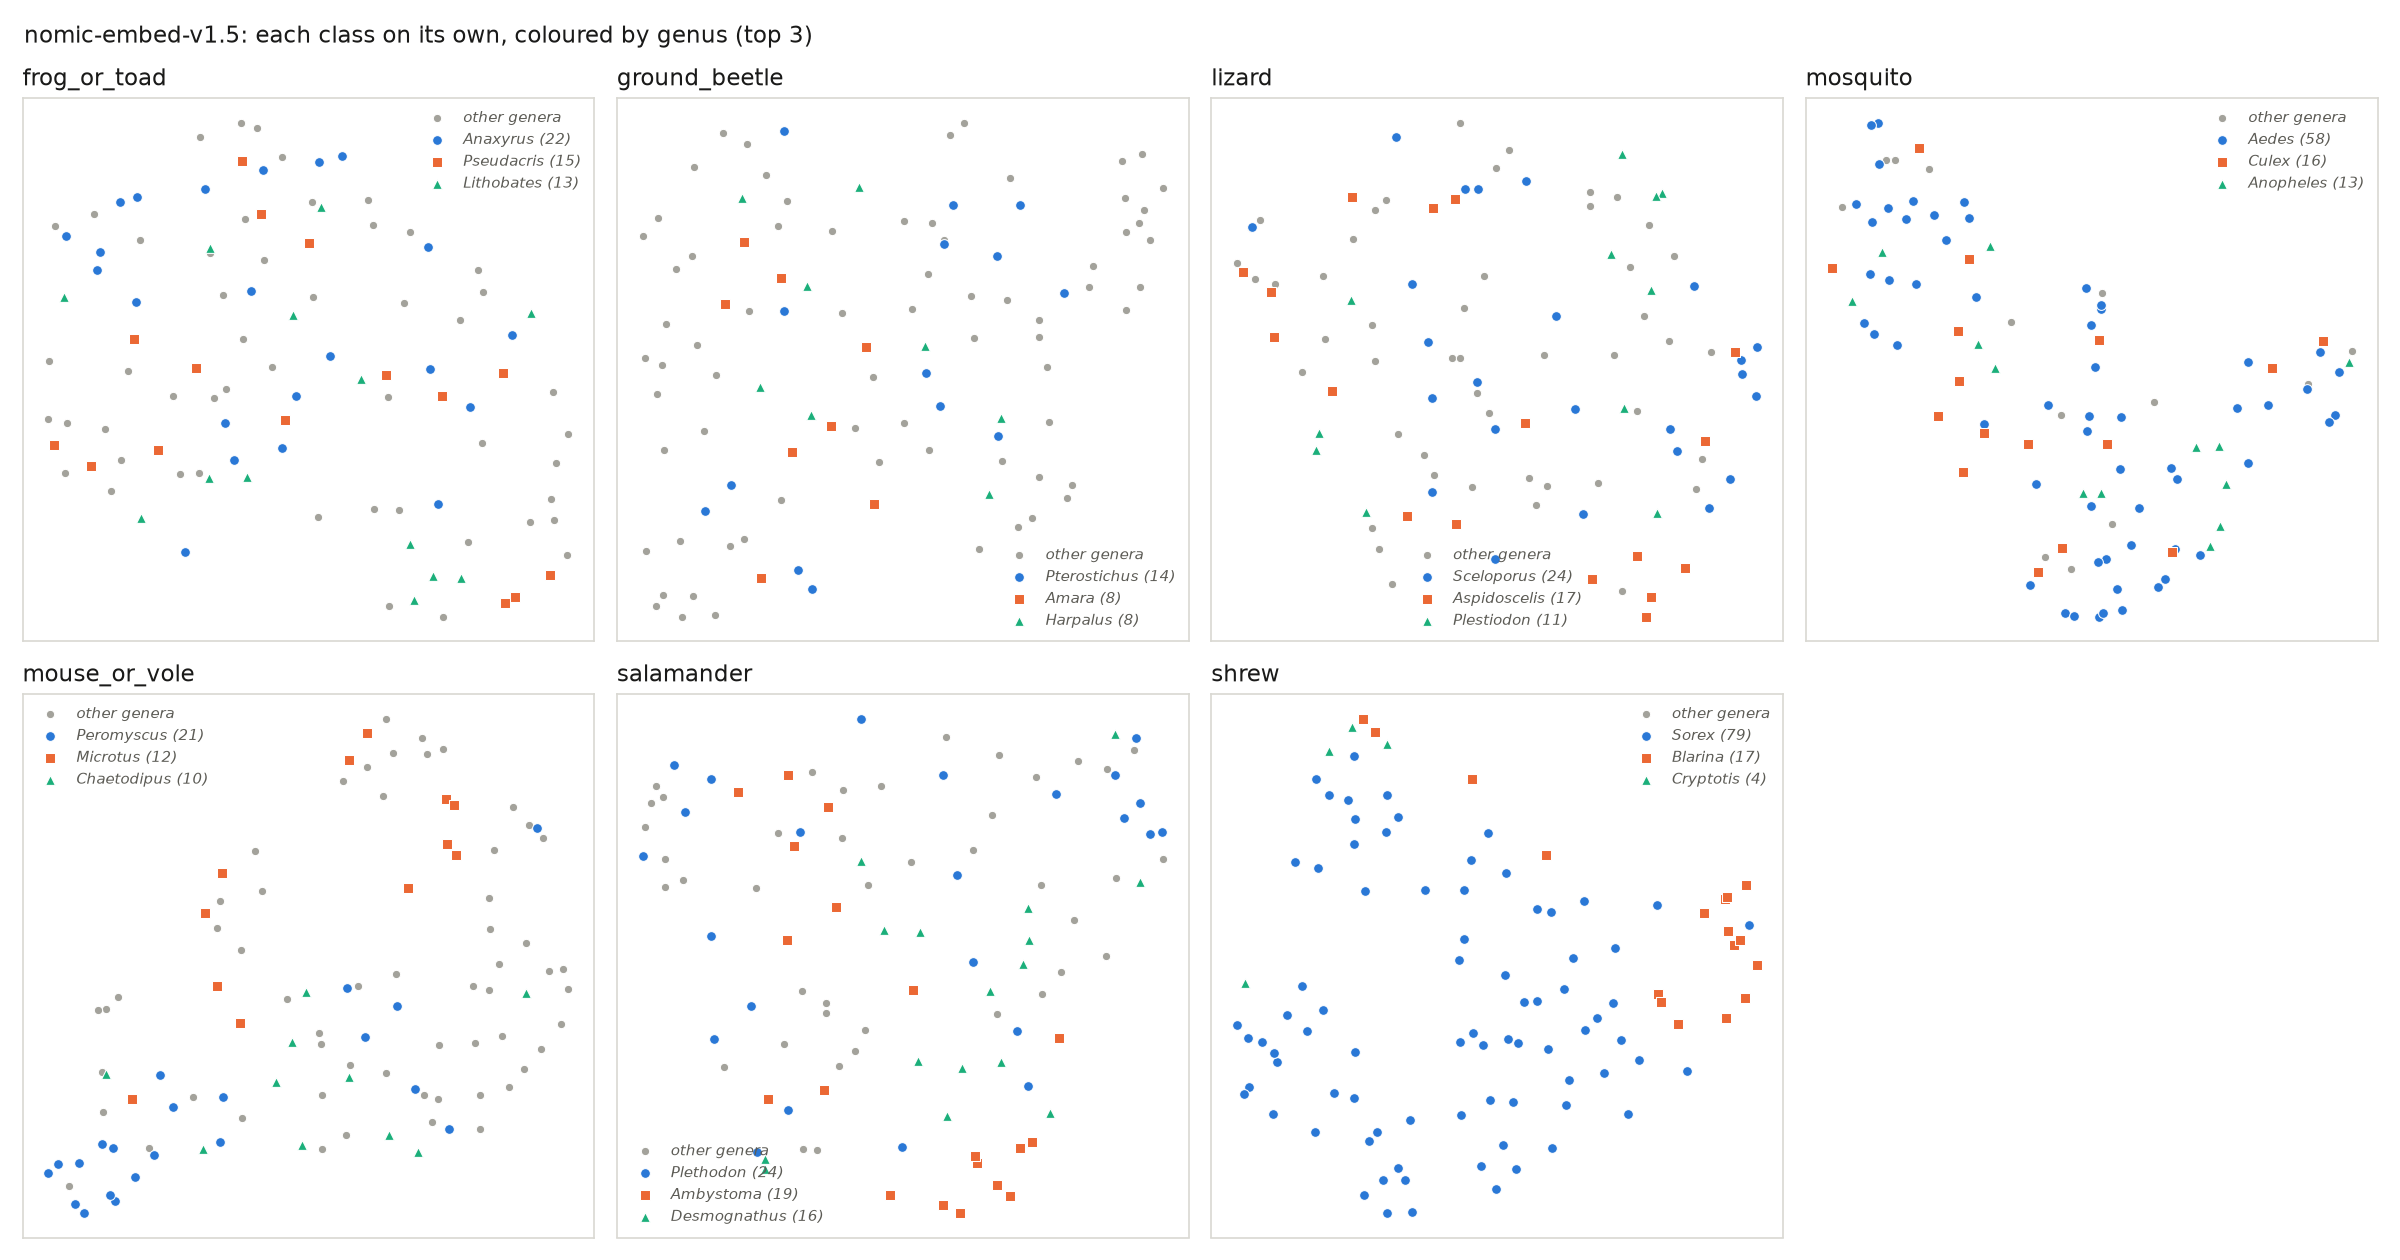 nomic-embed-v1.5: each class on its own, coloured by genus (top 3)
frog_or_toad
other genera
Anaxyrus (22)
Pseudacris (15)
Lithobates (13)
ground_beetle
other genera
Pterostichus (14)
Amara (8)
Harpalus (8)
lizard
other genera
Sceloporus (24)
Aspidoscelis (17)
Plestiodon (11)
mosquito
other genera
Aedes (58)
Culex (16)
Anopheles (13)
mouse_or_vole
other genera
Peromyscus (21)
Microtus (12)
Chaetodipus (10)
salamander
other genera
Plethodon (24)
Ambystoma (19)
Desmognathus (16)
shrew
other genera
Sorex (79)
Blarina (17)
Cryptotis (4)